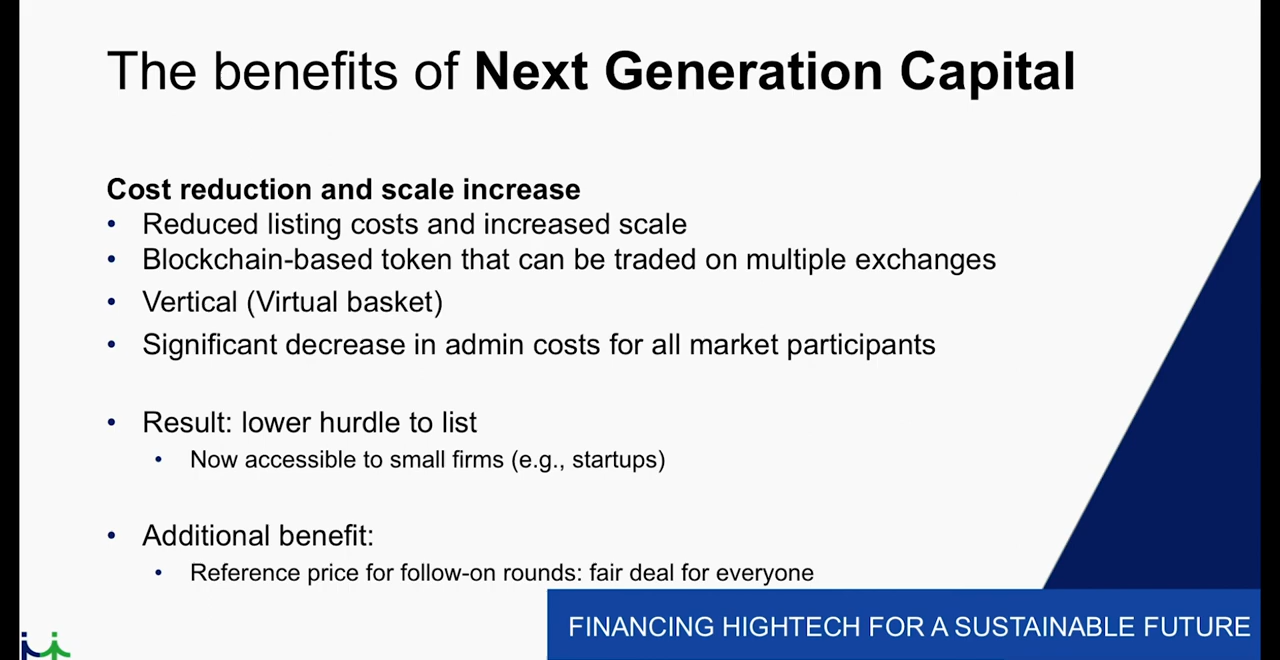 The benefits of Next Generation Capital
Cost reduction and scale increase
• Reduced listing costs and increased scale
• Blockchain-based token that can be traded on multiple exchanges
• Vertical (Virtual basket)
• Significant decrease in admin costs for all market participants
• Result: lower hurdle to list
• Now accessible to small firms (e.g., startups)
• Additional benefit:
• Reference price for follow-on rounds: fair deal for everyone
FINANCING HIGHTECH FOR A SUSTAINABLE FUTURE